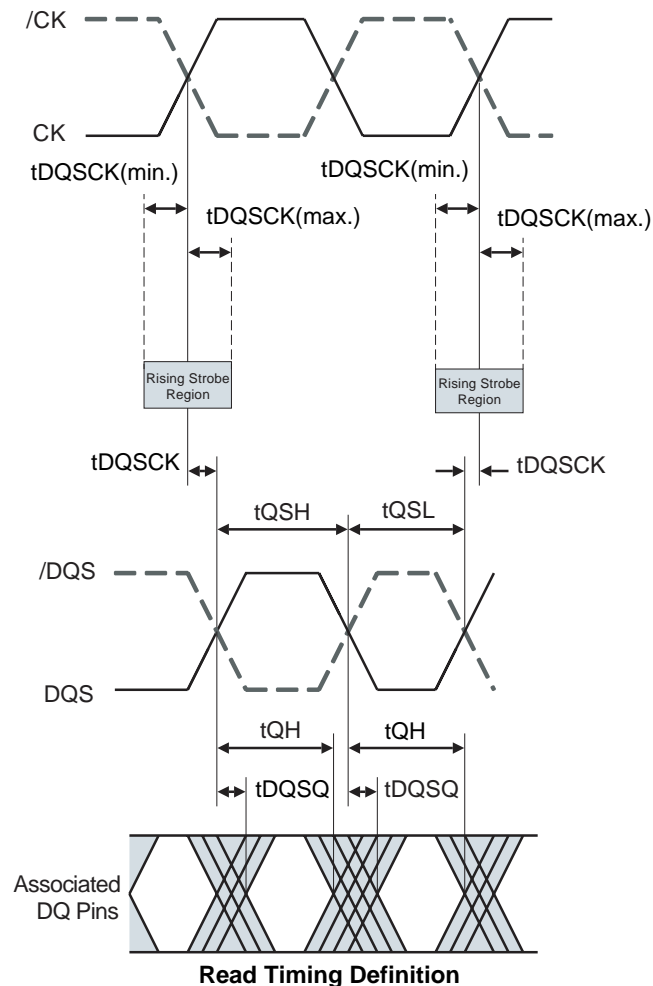 /CK
CK
tDQSCK(min.)
tDQSCK(min.)
tDQSCK(max.)
tDQSCK(max.)
Rising Strobe
Region
Rising Strobe
Region
tDQSCK
tDQSCK
tQSH
tQSL
/DQS
DQS
tQH
tQH
tDQSQ
tDQSQ
Associated
DQ Pins
Read Timing Definition